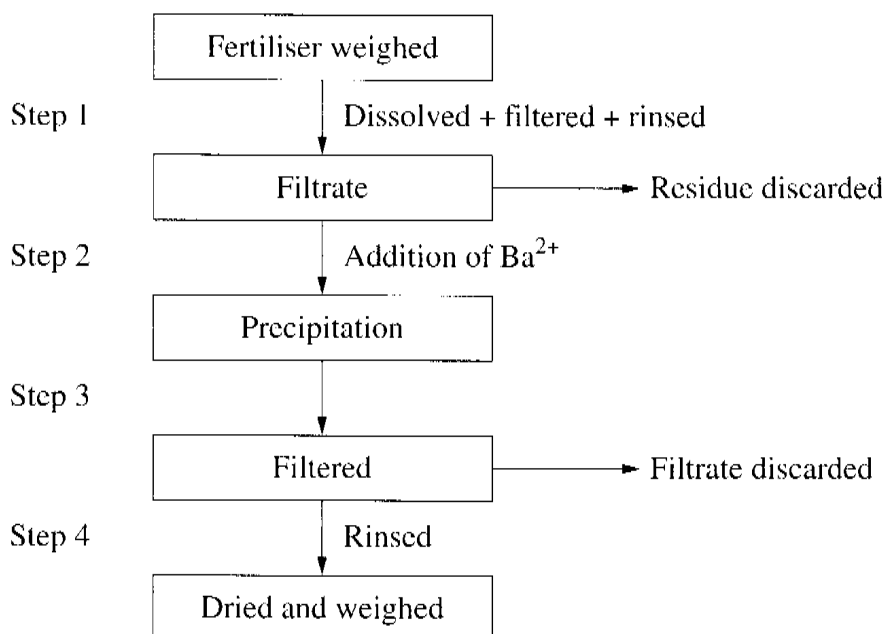 Fertiliser weighed
Step 1
Dissolved + filtered + rinsed
Filtrate
Residue discarded
Step 2
Addition of Ba²⁺
Precipitation
Step 3
Filtered
Filtrate discarded
Step 4
Rinsed
Dried and weighed